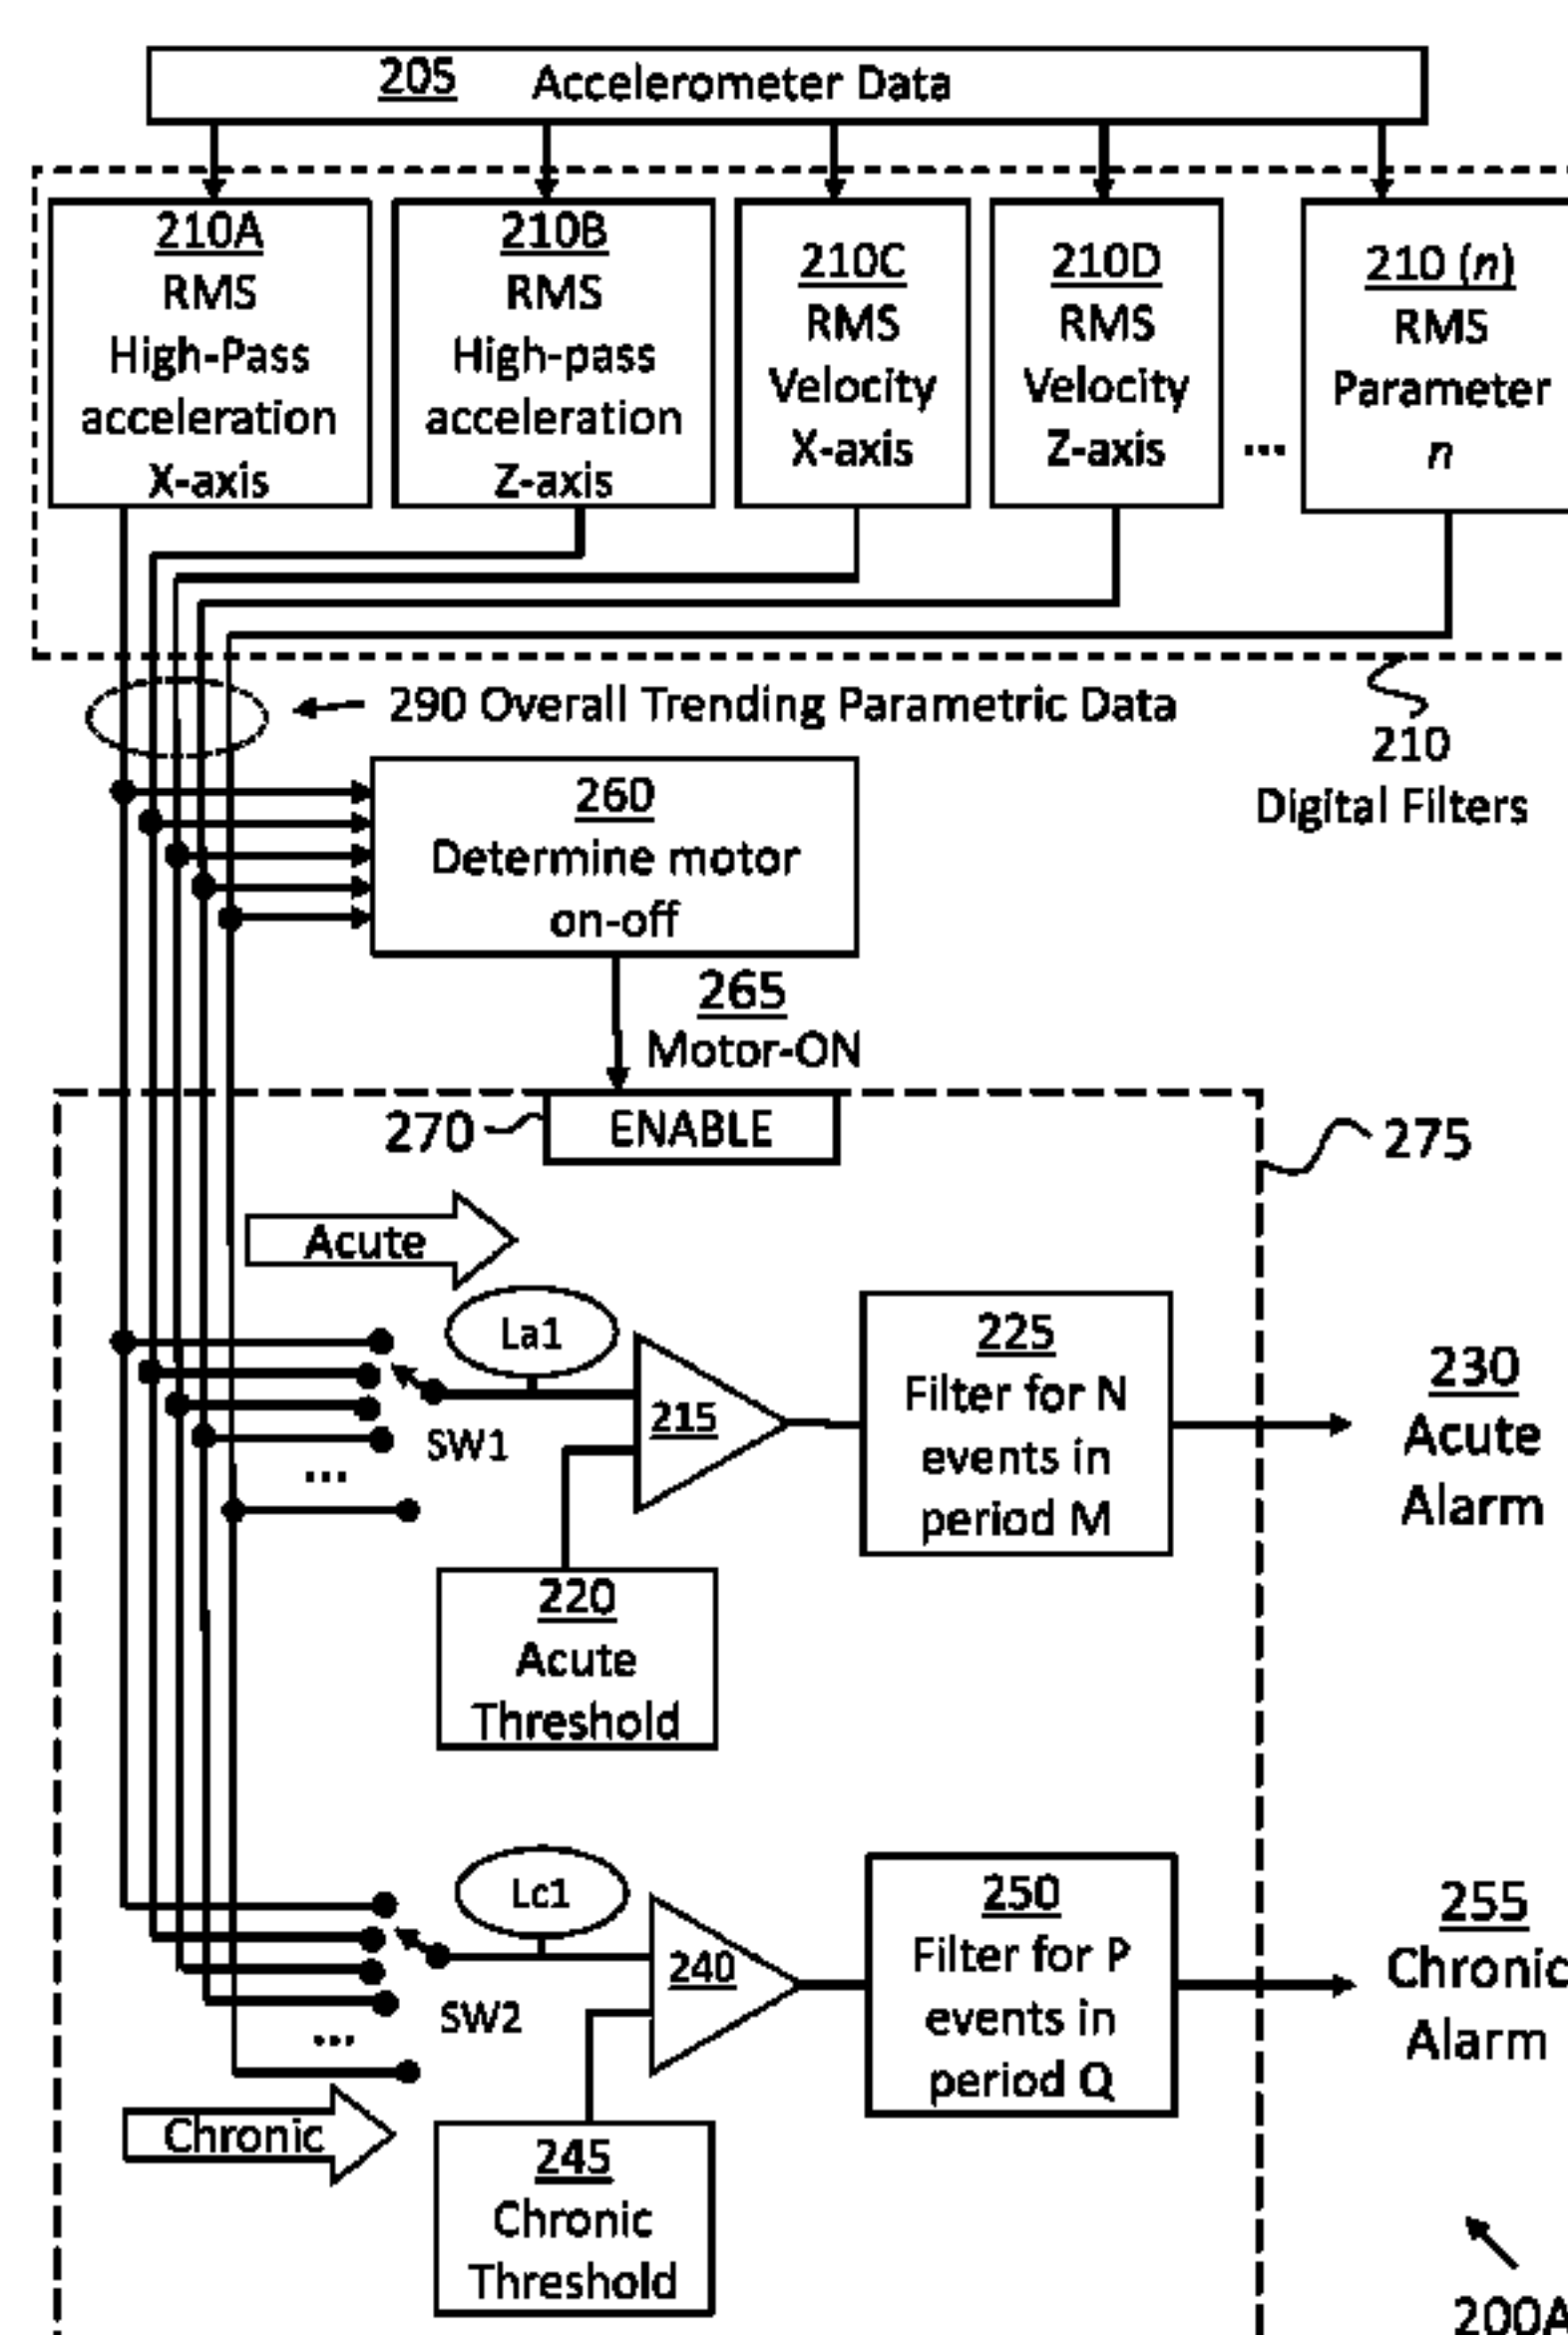 205 Accelerometer Data
210A
RMS
High-Pass
acceleration
X-axis
210B
RMS
High-pass
acceleration
Z-axis
210C
RMS
Velocity
X-axis
210D
RMS
Velocity
Z-axis
...
210 (n)
RMS
Parameter
n
290 Overall Trending Parametric Data
210
Digital Filters
260
Determine motor
on-off
265
Motor-ON
270
ENABLE
275
Acute
La1
215
SW1
...
225
Filter for N
events in
period M
230
Acute
Alarm
220
Acute
Threshold
Lc1
240
SW2
...
250
Filter for P
events in
period Q
255
Chronic
Alarm
Chronic
245
Chronic
Threshold
200A